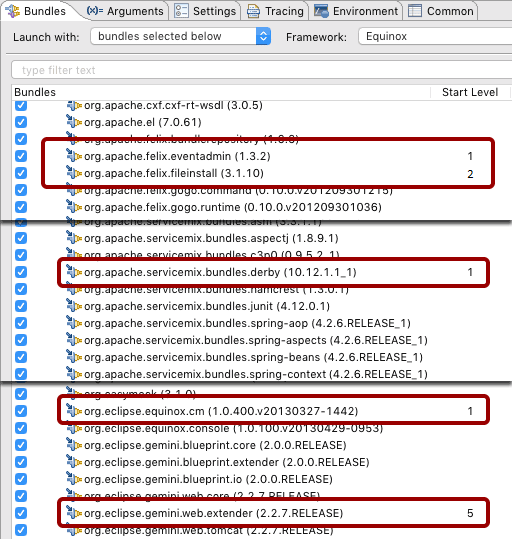 Bundles Arguments Settings Tracing Environment Common
Launch with: bundles selected below Framework: Equinox
type filter text
Bundles Start Level
org.apache.cxf.cxf-rt-wsdl (3.0.5)
org.apache.el (7.0.61)
org.apache.felix.bundlerepository
org.apache.felix.eventadmin (1.3.2) 1
org.apache.felix.fileinstall (3.1.10) 2
org.apache.felix.gogo.command (0.10.0.v201209301215)
org.apache.felix.gogo.runtime (0.10.0.v201209301036)
org.apache.servicemix.bundles.asm (3.3.1.1)
org.apache.servicemix.bundles.aspectj (1.8.9.1)
org.apache.servicemix.bundles.c3p0 (0.9.5.2_1)
org.apache.servicemix.bundles.derby (10.12.1.1_1) 1
org.apache.servicemix.bundles.hamcrest (1.3.0.1)
org.apache.servicemix.bundles.junit (4.12.0.1)
org.apache.servicemix.bundles.spring-aop (4.2.6.RELEASE_1)
org.apache.servicemix.bundles.spring-aspects (4.2.6.RELEASE_1)
org.apache.servicemix.bundles.spring-beans (4.2.6.RELEASE_1)
org.apache.servicemix.bundles.spring-context (4.2.6.RELEASE_1)
org.easymock (3.1.0)
org.eclipse.equinox.cm (1.0.400.v20130327-1442) 1
org.eclipse.equinox.console (1.0.100.v20130429-0953)
org.eclipse.gemini.blueprint.core (2.0.0.RELEASE)
org.eclipse.gemini.blueprint.extender (2.0.0.RELEASE)
org.eclipse.gemini.blueprint.io (2.0.0.RELEASE)
org.eclipse.gemini.web.core (2.2.7.RELEASE)
org.eclipse.gemini.web.extender (2.2.7.RELEASE) 5
org.eclipse.gemini.web.tomcat (2.2.7.RELEASE)